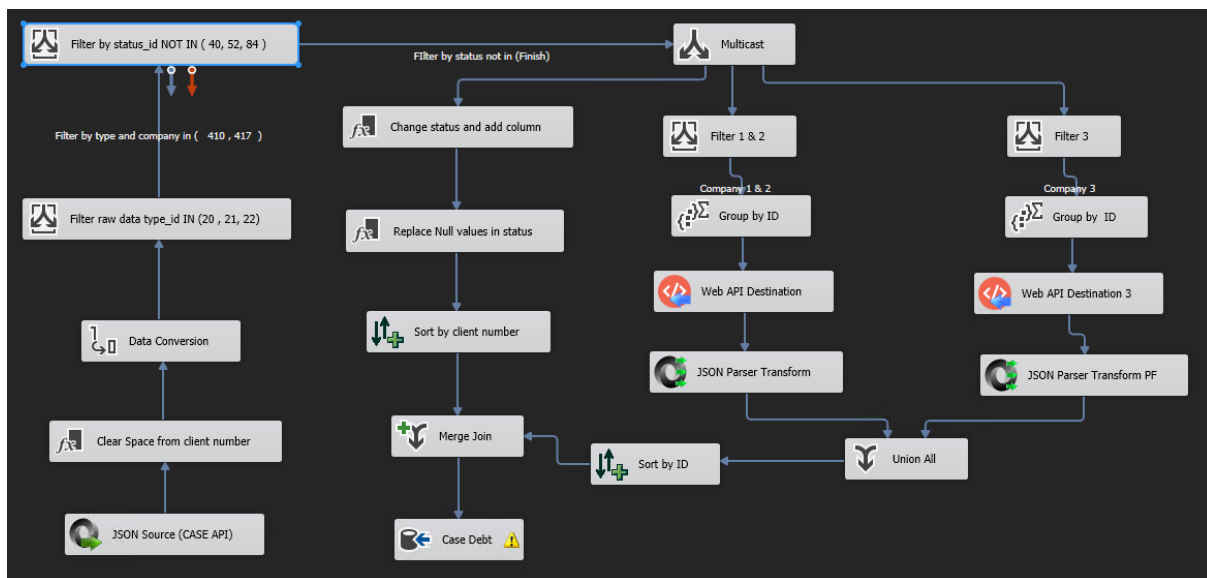 Filter by status_id NOT IN ( 40, 52, 84 )
Multicast
FIlter by status not in (Finish)
Filter by type and company in ( 410 , 417 )
Change status and add column
Filter 1 & 2
Filter 3
Company 1 & 2
Company 3
Filter raw data type_id IN (20 , 21, 22)
Replace Null values in status
Group by ID
Group by ID
Web API Destination
Web API Destination 3
Data Conversion
Sort by client number
JSON Parser Transform
JSON Parser Transform PF
Clear Space from client number
Merge Join
Sort by ID
Union All
JSON Source (CASE API)
Case Debt